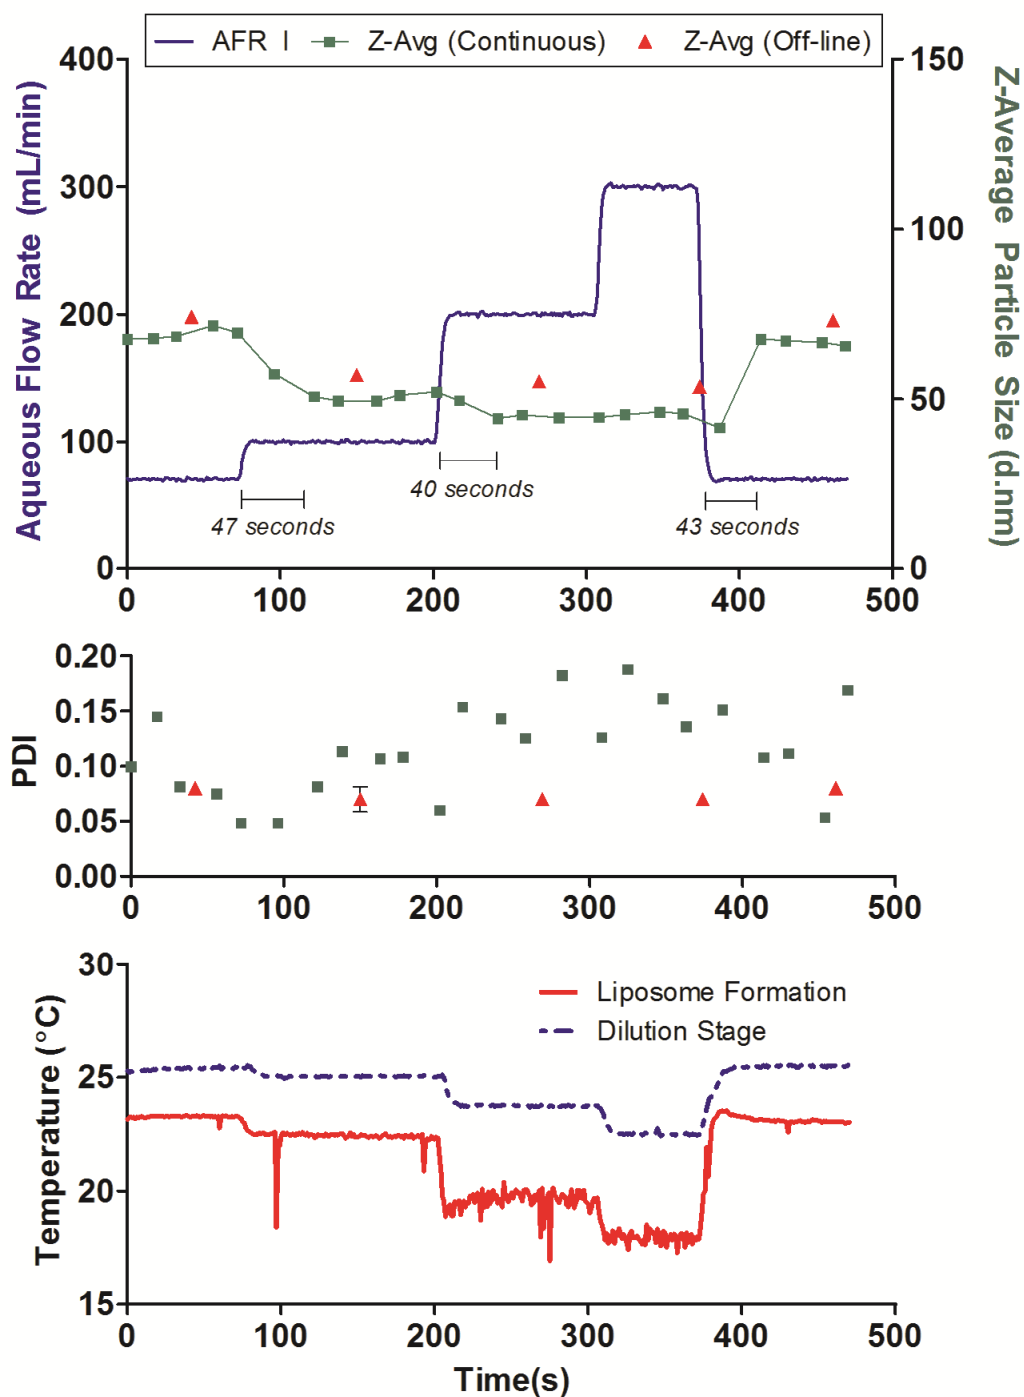 AFR I Z-Avg (Continuous) Z-Avg (Off-line)
Aqueous Flow Rate (mL/min)
Z-Average Particle Size (d.nm)
400
300
200
100
0
150
100
50
0
47 seconds
40 seconds
43 seconds
0 100 200 300 400 500
PDI
0.20
0.15
0.10
0.05
0.00
0 100 200 300 400 500
Temperature (°C)
30
25
20
15
Liposome Formation
Dilution Stage
0 100 200 300 400 500
Time(s)